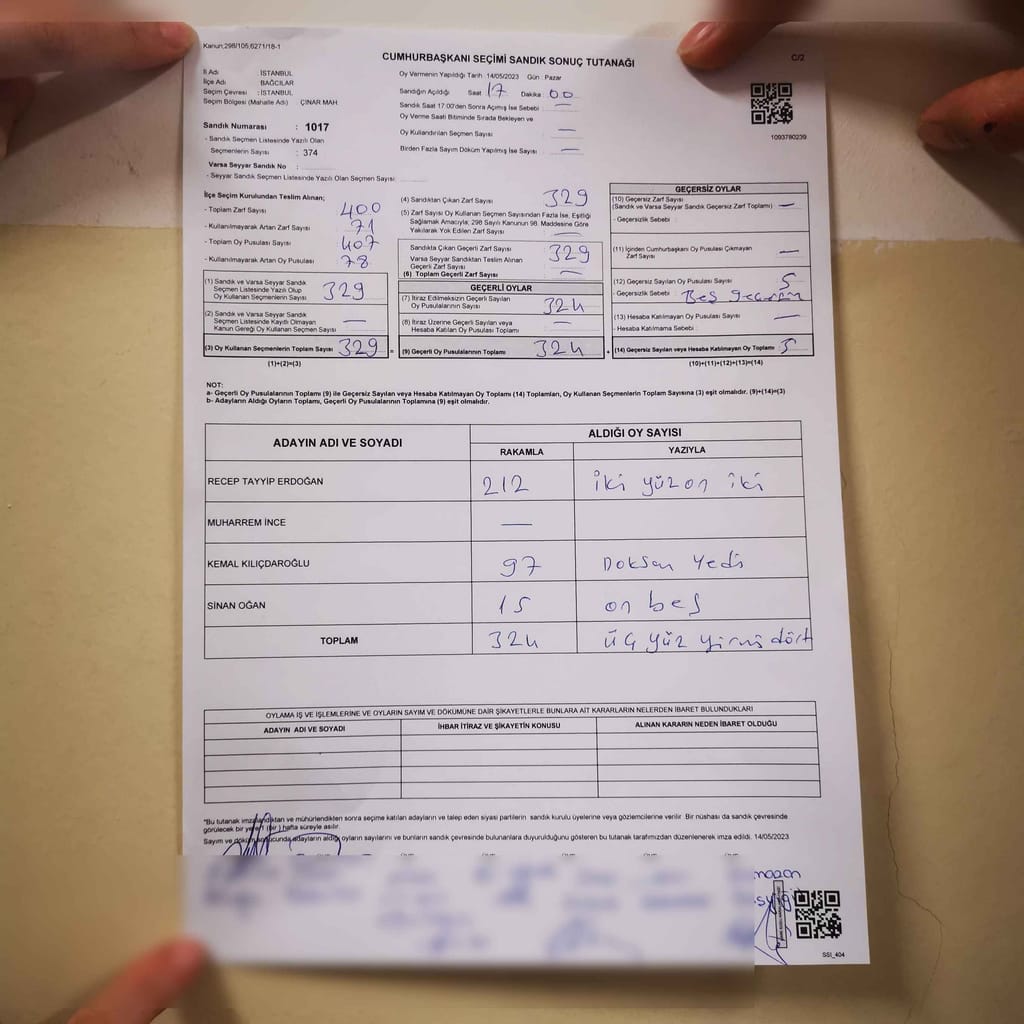 Kanun:298/105,6271/18-1
CUMHURBAŞKANI SEÇİMİ SANDIK SONUÇ TUTANAĞI
C/2
İl Adı : İSTANBUL
İlçe Adı : BAĞCILAR
Seçim Çevresi : İSTANBUL
Seçim Bölgesi (Mahalle Adı) : ÇINAR MAH
Sandık Numarası : 1017
- Sandık Seçmen Listesinde Yazılı Olan
Seçmenlerin Sayısı : 374
Varsa Seyyar Sandık No :
- Seyyar Sandık Seçmen Listesinde Yazılı Olan Seçmen Sayısı:
Oy Vermenin Yapıldığı Tarih 14/05/2023 Gün : Pazar
Sandığın Açıldığı Saat 17 Dakika 00
Sandık Saat 17:00'den Sonra Açımış İse Sebebi : —
Oy Verme Saati Bitiminde Sırada Bekleyen ve
Oy Kullandırılan Seçmen Sayısı —
Birden Fazla Sayım Döküm Yapılmış İse Sayısı : —
1093780239
İlçe Seçim Kurulundan Teslim Alınan;
- Toplam Zarf Sayısı 400
- Kullanılmayarak Artan Zarf Sayısı 71
- Toplam Oy Pusulası Sayısı 407
- Kullanılmayarak Artan Oy Pusulası 78
(1) Sandık ve Varsa Seyyar Sandık
Seçmen Listesinde Yazılı Olup
Oy Kullanan Seçmenlerin Sayısı 329
(2) Sandık ve Varsa Seyyar Sandık
Seçmen Listesinde Kayıtlı Olmayan
Kanun Gereği Oy Kullanan Seçmen Sayısı —
(3) Oy Kullanan Seçmenlerin Toplam Sayısı 329 =
(1)+(2)=(3)
(4) Sandıktan Çıkan Zarf Sayısı 329
(5) Zarf Sayısı Oy Kullanan Seçmen Sayısından Fazla İse, Eşitliği
Sağlamak Amacıyla; 298 Sayılı Kanunun 98. Maddesine Göre
Yakılarak Yok Edilen Zarf Sayısı —
Sandıkta Çıkan Geçerli Zarf Sayısı 329
Varsa Seyyar Sandıktan Teslim Alınan
Geçerli Zarf Sayısı —
(6) Toplam Geçerli Zarf Sayısı
GEÇERLİ OYLAR
(7) İtiraz Edilmeksizin Geçerli Sayılan
Oy Pusulalarının Sayısı 324
(8) İtiraz Üzerine Geçerli Sayılan veya
Hesaba Katılan Oy Pusulası Toplamı —
(9) Geçerli Oy Pusulalarının Toplamı 324 +
GEÇERSİZ OYLAR
(10) Geçersiz Zarf Sayısı
(Sandık ve Varsa Seyyar Sandık Geçersiz Zarf Toplamı) —
- Geçersizlik Sebebi :
(11) İçinden Cumhurbaşkanı Oy Pusulası Çıkmayan
Zarf Sayısı —
(12) Geçersiz Sayılan Oy Pusulası Sayısı 5
- Geçersizlik Sebebi : Beş
(13) Hesaba Katılmayan Oy Pusulası Sayısı —
- Hesaba Katılmama Sebebi :
(14) Geçersiz Sayılan veya Hesaba Katılmayan Oy Toplamı 5
(10)+(11)+(12)+(13)=(14)
NOT:
a- Geçerli Oy Pusulalarının Toplamı (9) ile Geçersiz Sayılan veya Hesaba Katılmayan Oy Toplamı (14) Toplamları, Oy Kullanan Seçmenlerin Toplam Sayısına (3) eşit olmalıdır. (9)+(14)=(3)
b- Adayların Aldığı Oyların Toplamı, Geçerli Oy Pusulalarının Toplamına (9) eşit olmalıdır.
ADAYIN ADI VE SOYADI ALDIĞI OY SAYISI
RAKAMLA YAZIYLA
RECEP TAYYİP ERDOĞAN 212 iki yüz on iki
MUHARREM İNCE —
KEMAL KILIÇDAROĞLU 97 Doksan Yedi
SİNAN OĞAN 15 on beş
TOPLAM 324 üç yüz yirmi dört
OYLAMA İŞ VE İŞLEMLERİNE VE OYLARIN SAYIM VE DÖKÜMÜNE DAİR ŞİKAYETLERLE BUNLARA AİT KARARLARIN NELERDEN İBARET BULUNDUKLARI
ADAYIN ADI VE SOYADI İHBAR İTİRAZ VE ŞİKAYETİN KONUSU ALINAN KARARIN NEDEN İBARET OLDUĞU
*Bu tutanak imzalandıktan ve mühürlendikten sonra seçime katılan adayların ve talep eden siyasi partilerin sandık kurulu üyelerine veya gözlemcilerine verilir. Bir nüshası da sandık çevresinde
görülecek bir yere 1 (bir ) hafta süreyle asılır.
Sayım ve döküm sonucunda adayların aldığı oyların sayılarını ve bunların sandık çevresinde bulunanlara duyurulduğunu gösteren bu tutanak tarafımızdan düzenlenerek imza edildi. 14/05/2023
SSI_404